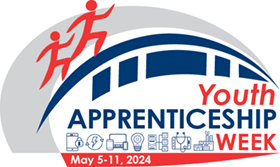 Youth
APPRENTICESHIP
WEEK
May 5-11, 2024